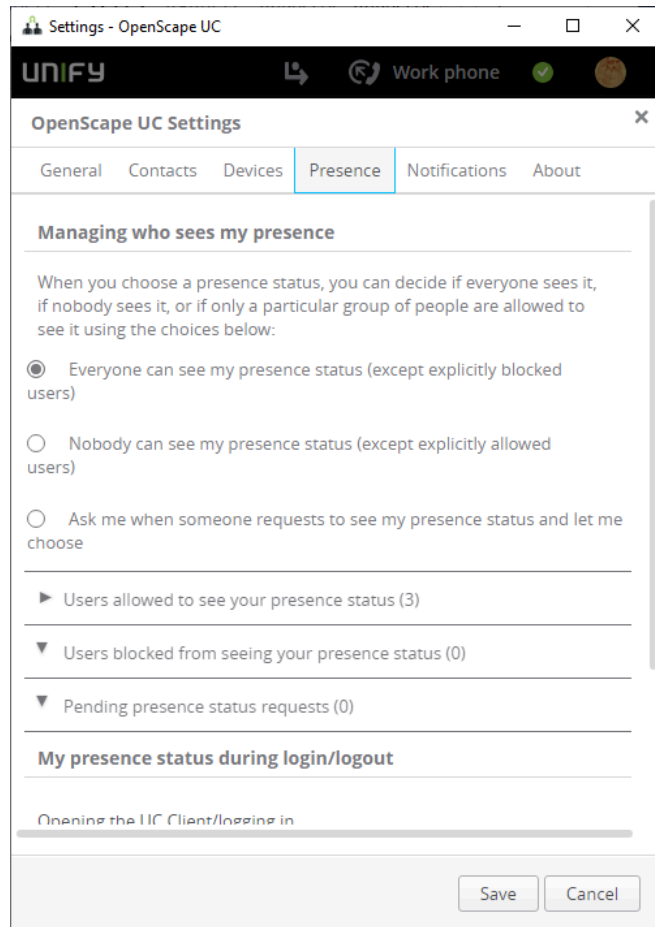 Settings - OpenScape UC
UNIFY
Work phone
OpenScape UC Settings
General Contacts Devices Presence Notifications About
Managing who sees my presence
When you choose a presence status, you can decide if everyone sees it,
if nobody sees it, or if only a particular group of people are allowed to
see it using the choices below:
Everyone can see my presence status (except explicitly blocked
users)
Nobody can see my presence status (except explicitly allowed
users)
Ask me when someone requests to see my presence status and let me
choose
Users allowed to see your presence status (3)
Users blocked from seeing your presence status (0)
Pending presence status requests (0)
My presence status during login/logout
Opening the UC Client/logging in
Save Cancel